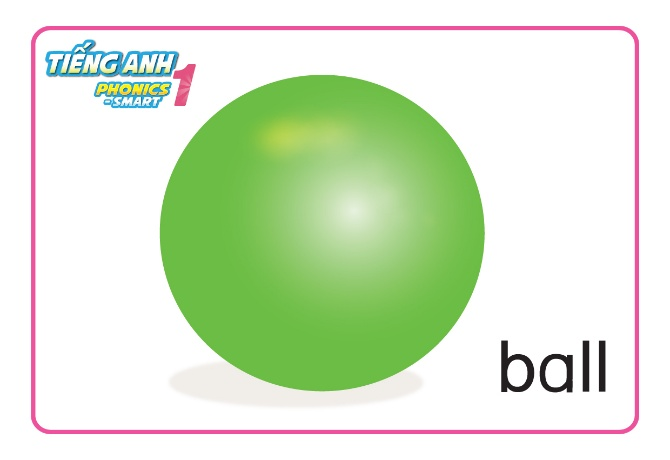 TIẾNG ANH
PHONICS
-SMART
1
ball